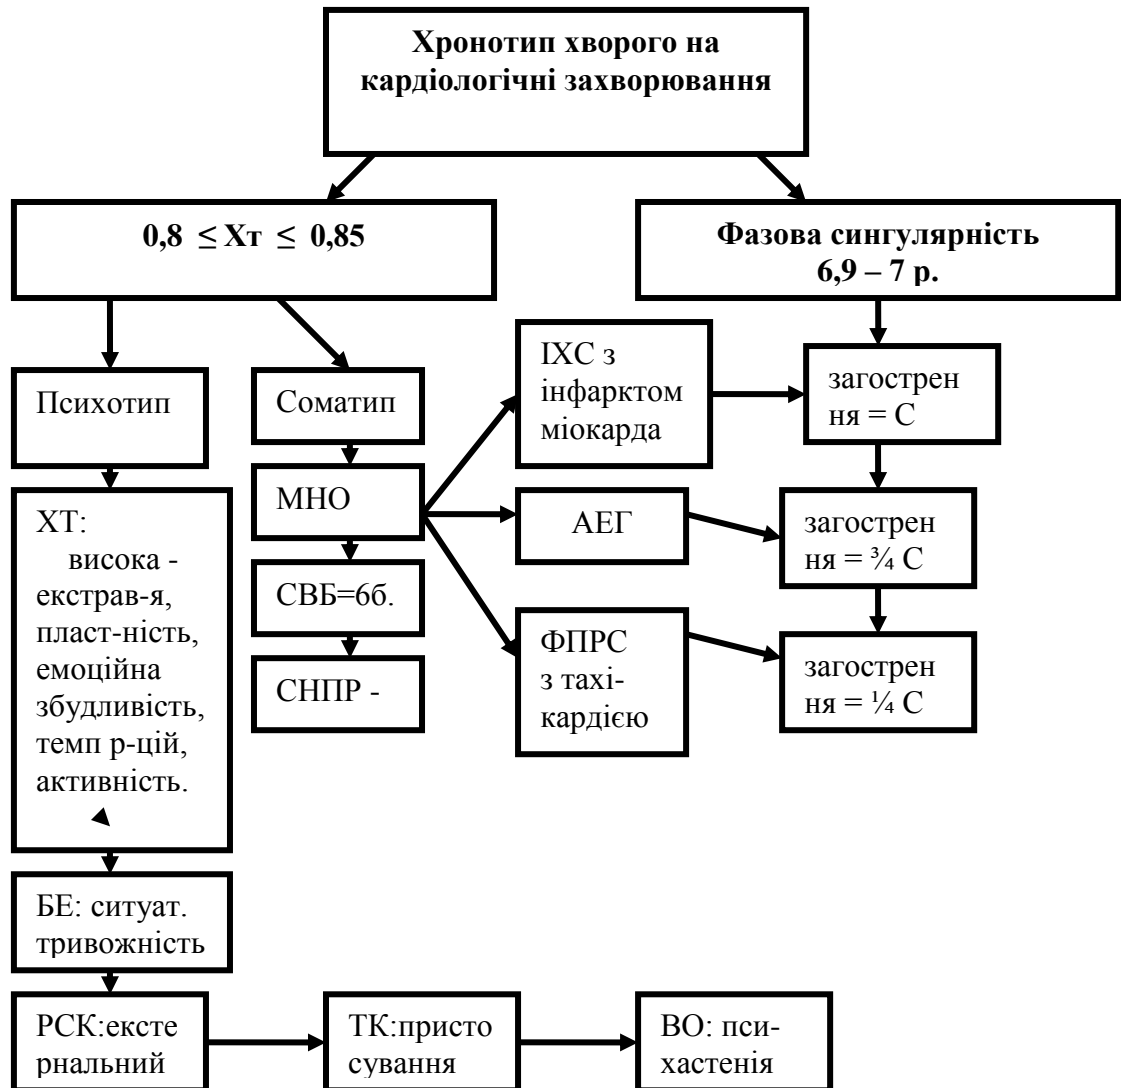 Хронотип хворого на
кардіологічні захворювання
0,8 ≤ Хт ≤ 0,85
Фазова сингулярність
6,9 – 7 р.
Психотип
Соматип
ІХС з
інфарктом
міокарда
загострен
ня = С
ХТ:
висока -
екстрав-я,
пласт-ність,
емоційна
збудливість,
темп р-цій,
активність.
МНО
АЕГ
загострен
ня = ¾ С
СВБ=6б.
СНПР -
ФПРС
з тахі-
кардією
загострен
ня = ¼ С
БЕ: ситуат.
тривожність
РСК:ексте
рнальний
ТК:присто
сування
ВО: пси-
хастенія